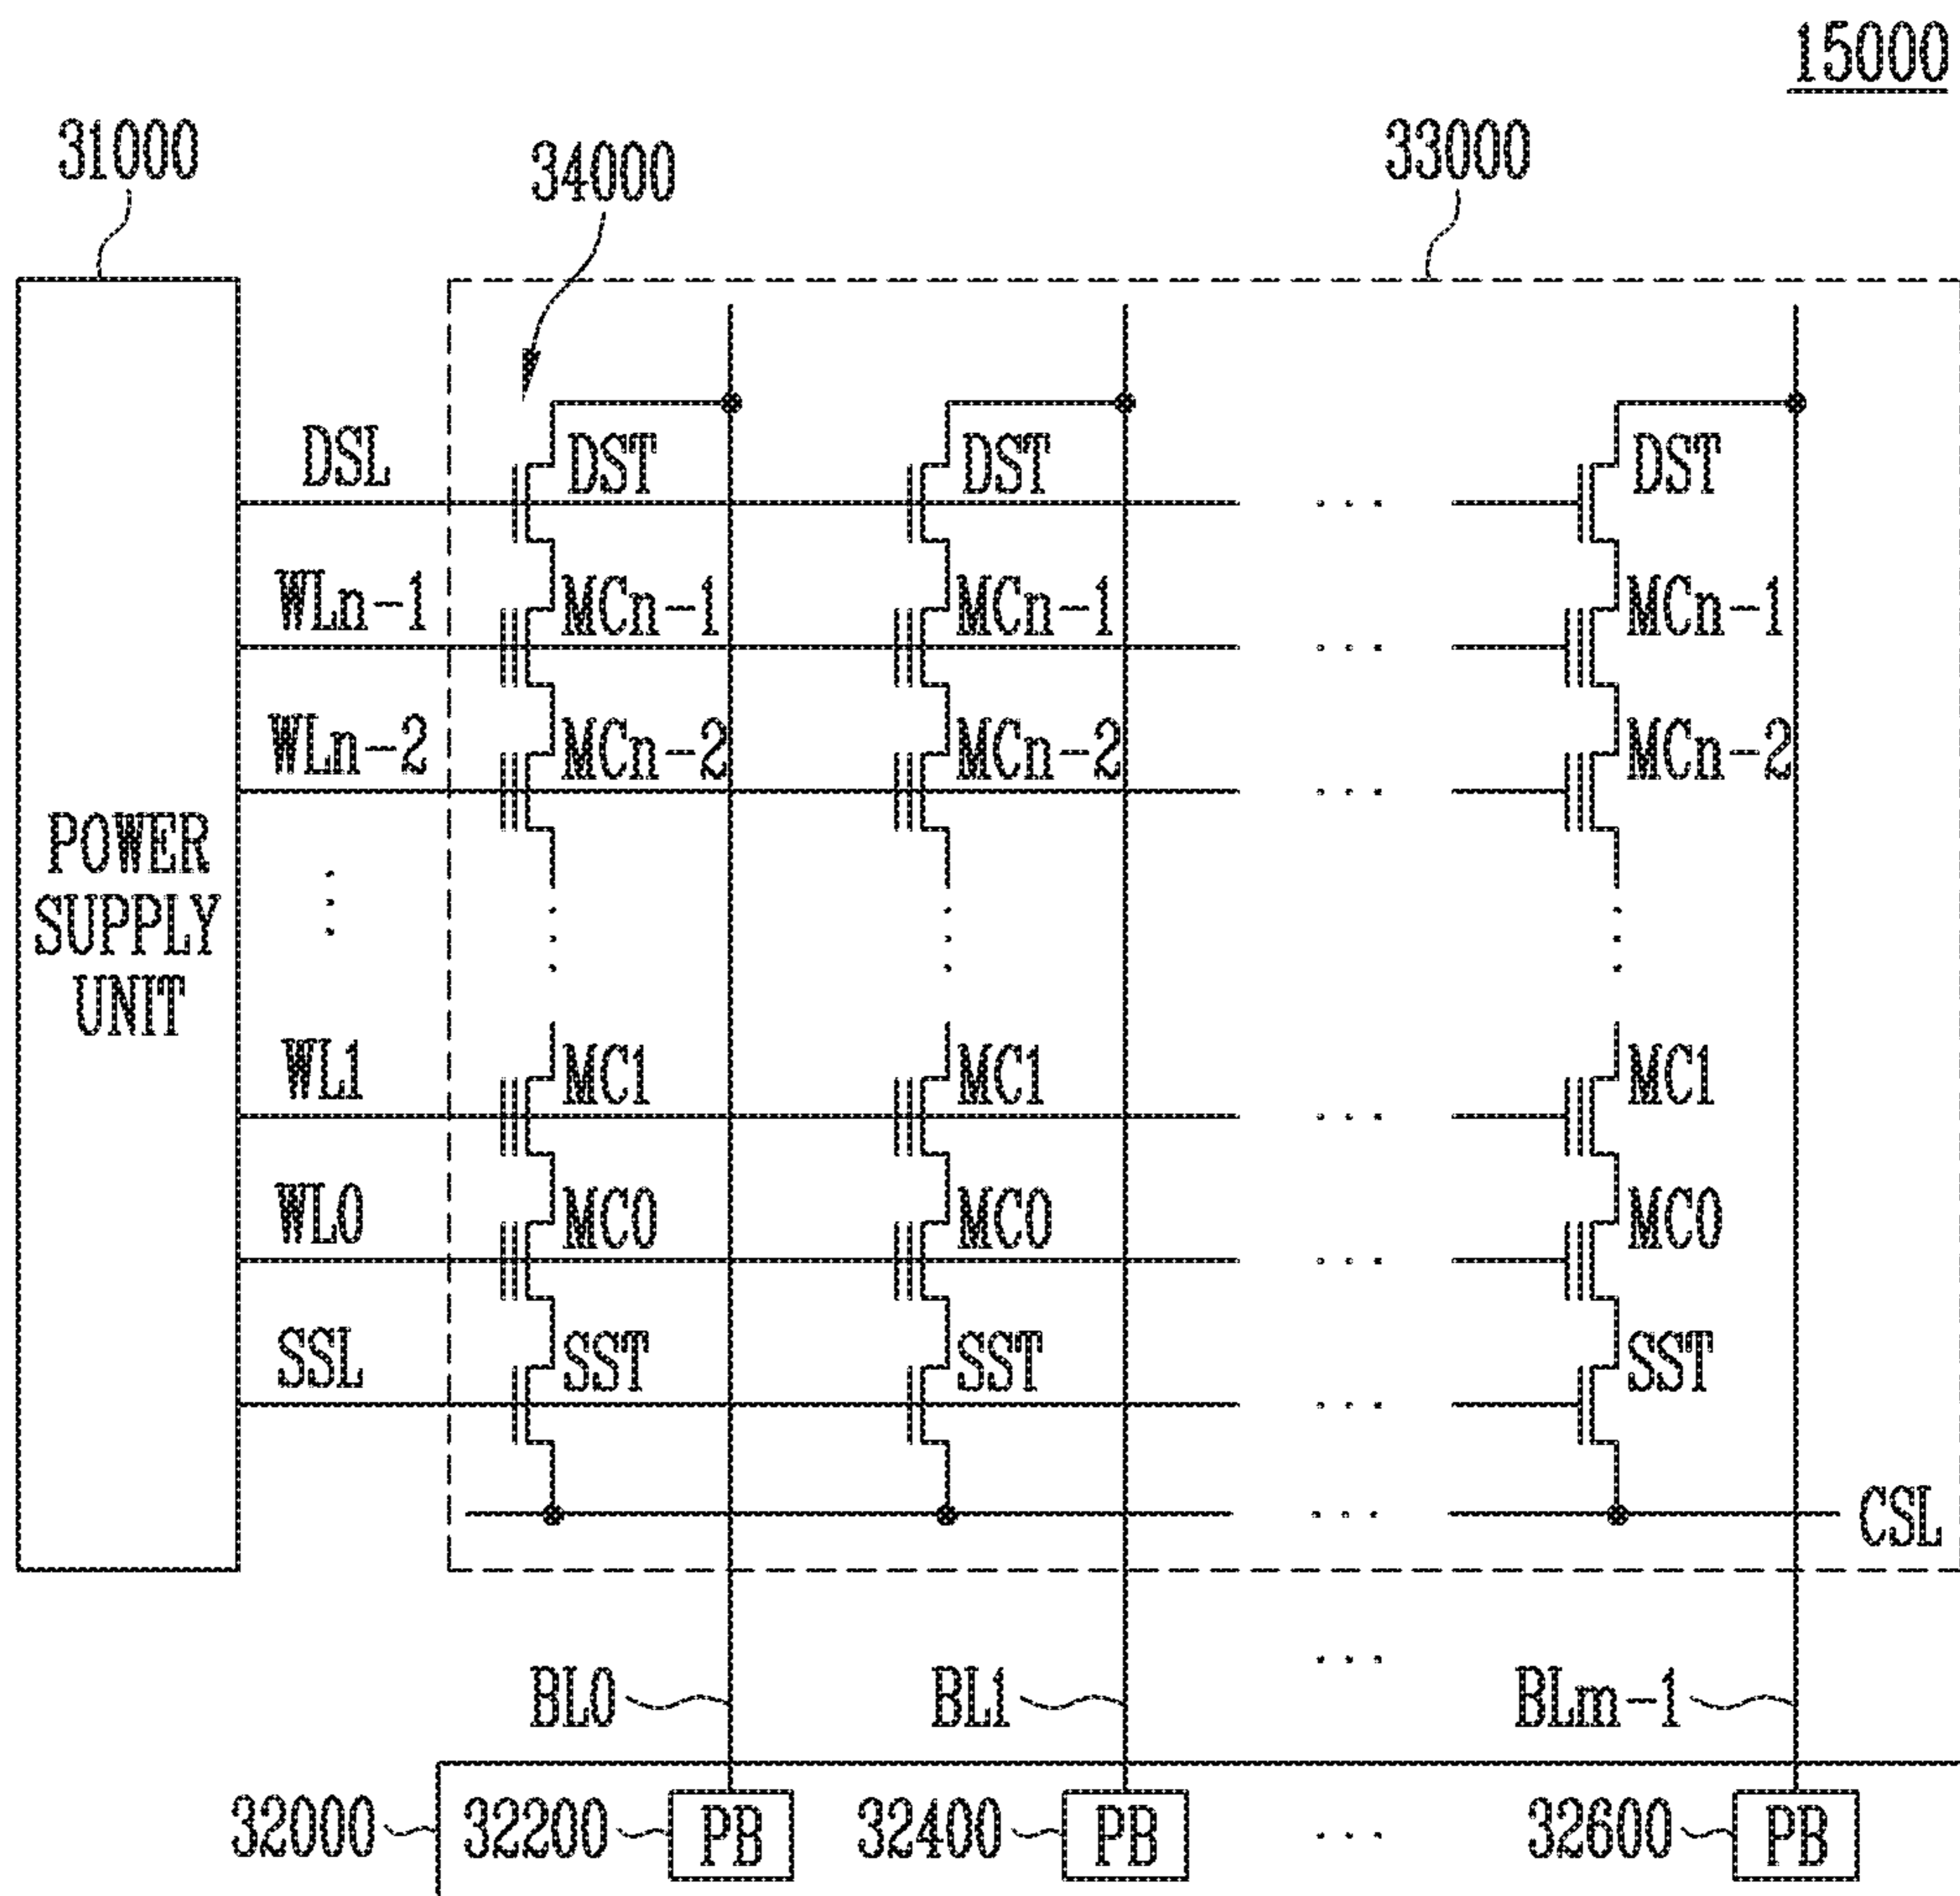 15000
31000
34000
33000
DSL DST DST DST
WLn-1 MCn-1 MCn-1 MCn-1
WLn-2 MCn-2 MCn-2 MCn-2
POWER
SUPPLY
UNIT
WL1 MC1 MC1 MC1
WL0 MC0 MC0 MC0
SSL SST SST SST
CSL
BL0 BL1 BLm-1
32000 32200 PB 32400 PB 32600 PB